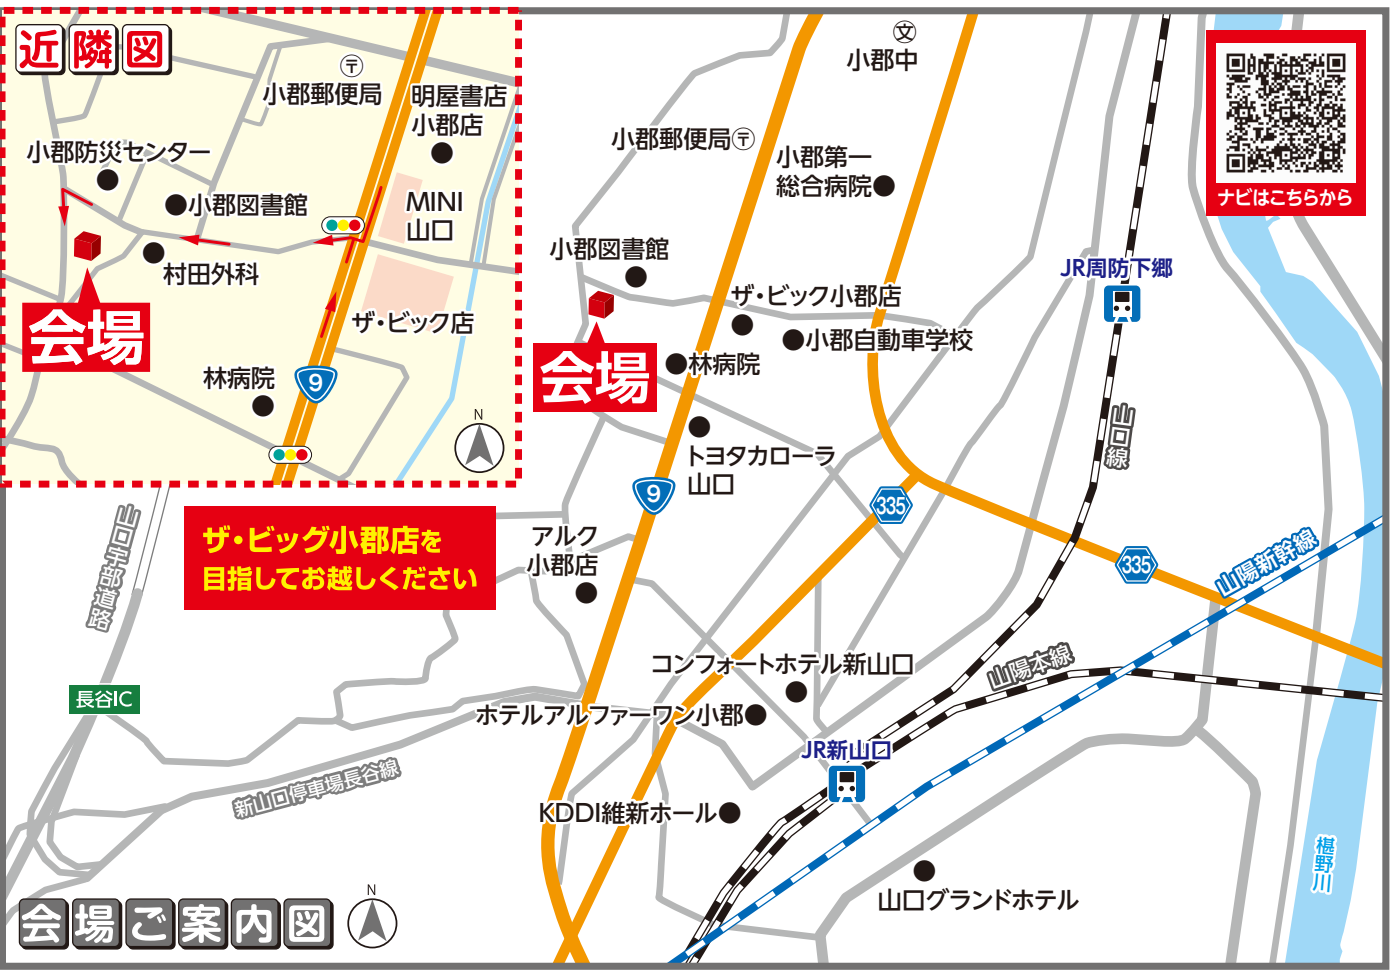 近隣図
〒
小郡郵便局
明屋書店
小郡店
小郡防災センター
小郡図書館
MINI
山口
村田外科
会場
ザ・ビック店
林病院
9
N
文
小郡中
小郡郵便局〒
小郡第一
総合病院
ナビはこちらから
小郡図書館
JR周防下郷
ザ・ビック小郡店
小郡自動車学校
会場
林病院
山口線
トヨタカローラ
山口
9
335
山口宇部道路
ザ・ビッグ小郡店を
目指してお越しください
アルク
小郡店
335
山陽新幹線
コンフォートホテル新山口
山陽本線
長谷IC
ホテルアルファーワン小郡
JR新山口
新山口停車場長谷線
KDDI維新ホール
椹野川
山口グランドホテル
会場ご案内図
N